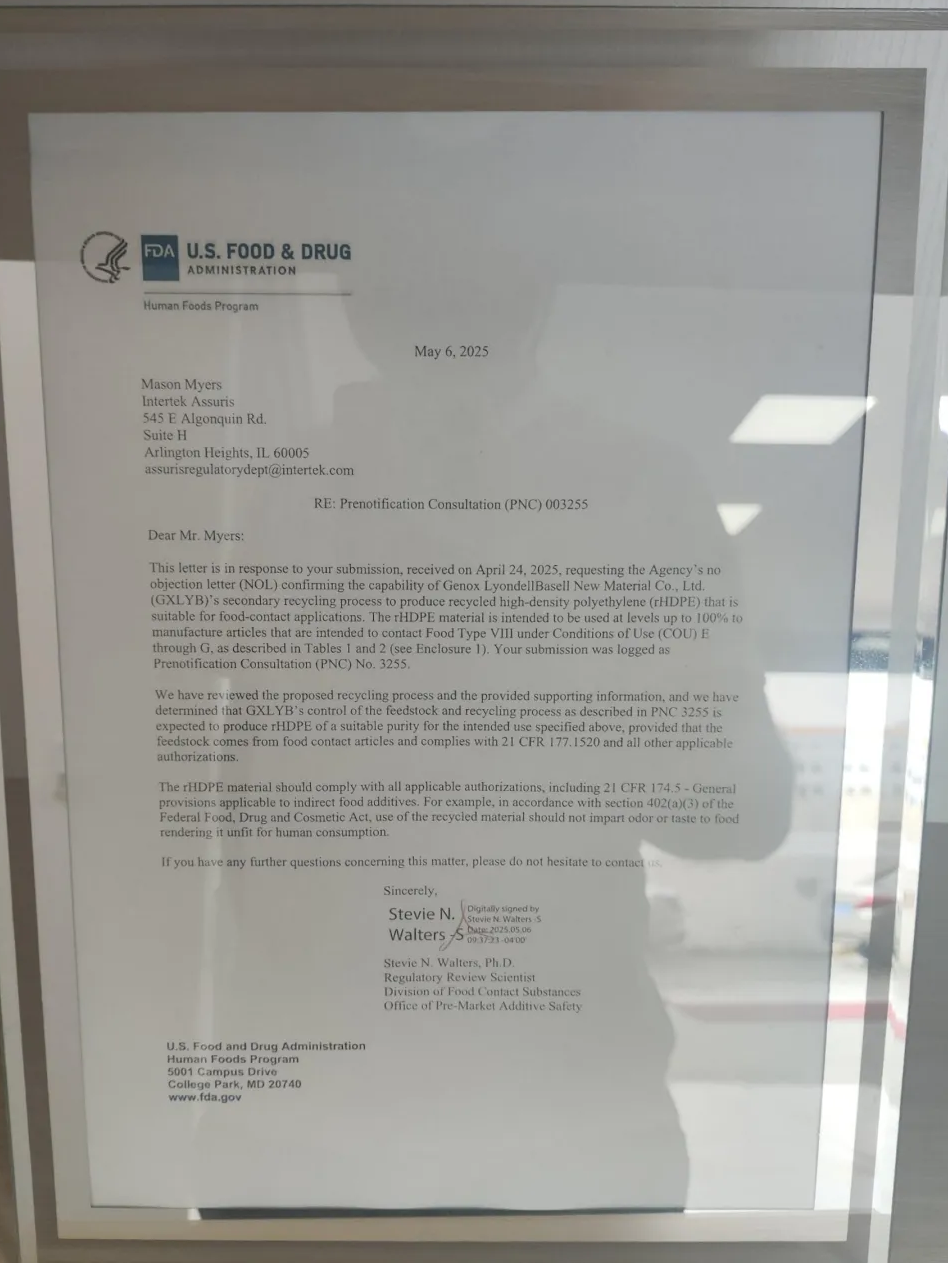 FDA U.S. FOOD & DRUG
ADMINISTRATION
Human Foods Program
May 6, 2025
Mason Myers
Intertek Assuris
545 E Algonquin Rd.
Suite H
Arlington Heights, IL 60005
assurisregulatorydept@intertek.com
RE: Prenotification Consultation (PNC) 003255
Dear Mr. Myers:
This letter is in response to your submission, received on April 24, 2025, requesting the Agency's no
objection letter (NOL) confirming the capability of Genox LyondellBasell New Material Co., Ltd.
(GXLYB)'s secondary recycling process to produce recycled high-density polyethylene (rHDPE) that is
suitable for food-contact applications. The rHDPE material is intended to be used at levels up to 100% to
manufacture articles that are intended to contact Food Type VIII under Conditions of Use (COU) E
through G, as described in Tables 1 and 2 (see Enclosure 1). Your submission was logged as
Prenotification Consultation (PNC) No. 3255.
We have reviewed the proposed recycling process and the provided supporting information, and we have
determined that GXLYB's control of the feedstock and recycling process as described in PNC 3255 is
expected to produce rHDPE of a suitable purity for the intended use specified above, provided that the
feedstock comes from food contact articles and complies with 21 CFR 177.1520 and all other applicable
authorizations.
The rHDPE material should comply with all applicable authorizations, including 21 CFR 174.5 - General
provisions applicable to indirect food additives. For example, in accordance with section 402(a)(3) of the
Federal Food, Drug and Cosmetic Act, use of the recycled material should not impart odor or taste to food
rendering it unfit for human consumption.
If you have any further questions concerning this matter, please do not hesitate to contact us.
Sincerely,
Stevie N.
Walters -S
Digitally signed by
Stevie N. Walters -S
Date: 2025.05.06
09:37:23 -04'00'
Stevie N. Walters, Ph.D.
Regulatory Review Scientist
Division of Food Contact Substances
Office of Pre-Market Additive Safety
U.S. Food and Drug Administration
Human Foods Program
5001 Campus Drive
College Park, MD 20740
www.fda.gov